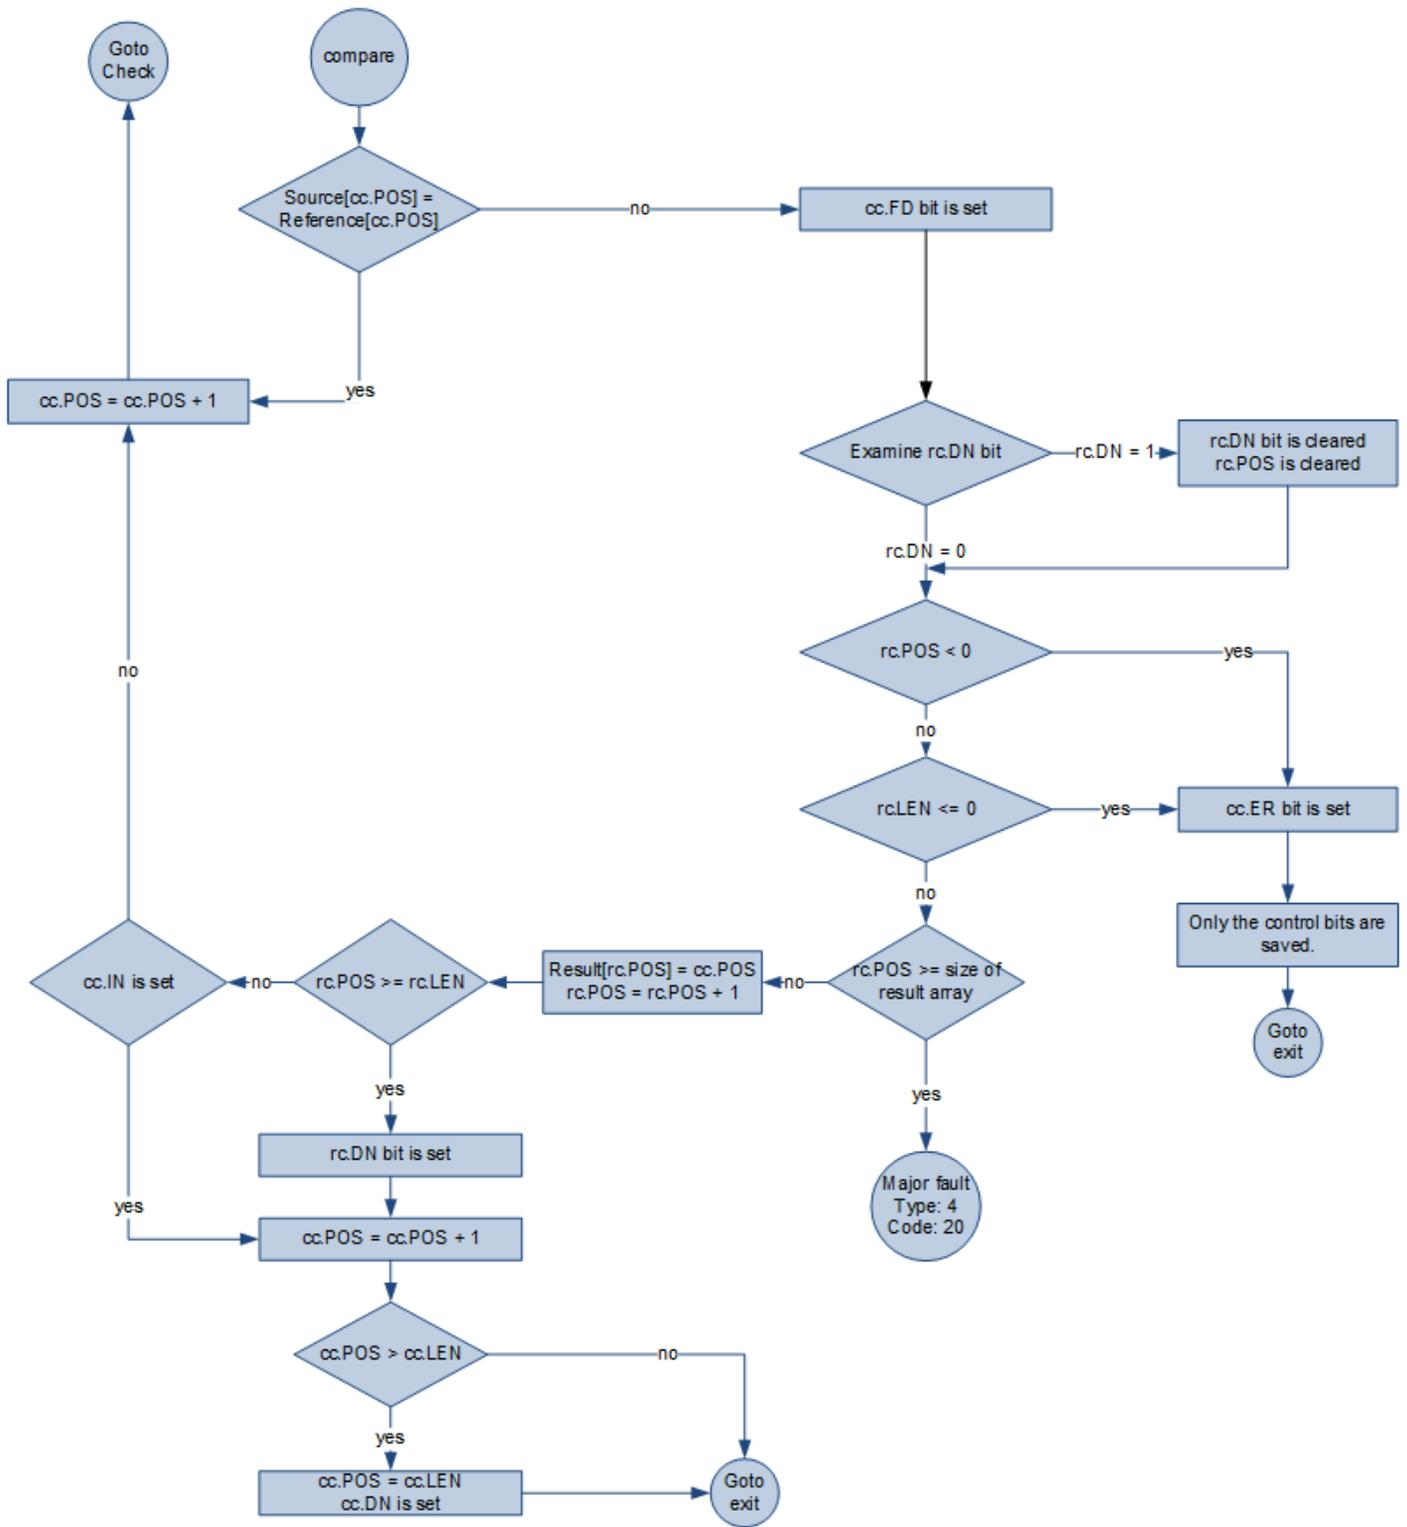 Goto
Check
compare
Source[cc.POS] =
Reference[cc.POS]
no
cc.FD bit is set
yes
cc.POS = cc.POS + 1
Examine rc.DN bit
rc.DN = 1
rc.DN bit is cleared
rc.POS is cleared
rc.DN = 0
rc.POS < 0
yes
no
no
rc.LEN <= 0
yes
cc.ER bit is set
no
Only the control bits are
saved.
cc.IN is set
no
rc.POS >= rc.LEN
Result[rc.POS] = cc.POS
rc.POS = rc.POS + 1
no
rc.POS >= size of
result array
Goto
exit
yes
yes
rc.DN bit is set
Major fault
Type: 4
Code: 20
yes
cc.POS = cc.POS + 1
cc.POS > cc.LEN
no
yes
cc.POS = cc.LEN
cc.DN is set
Goto
exit